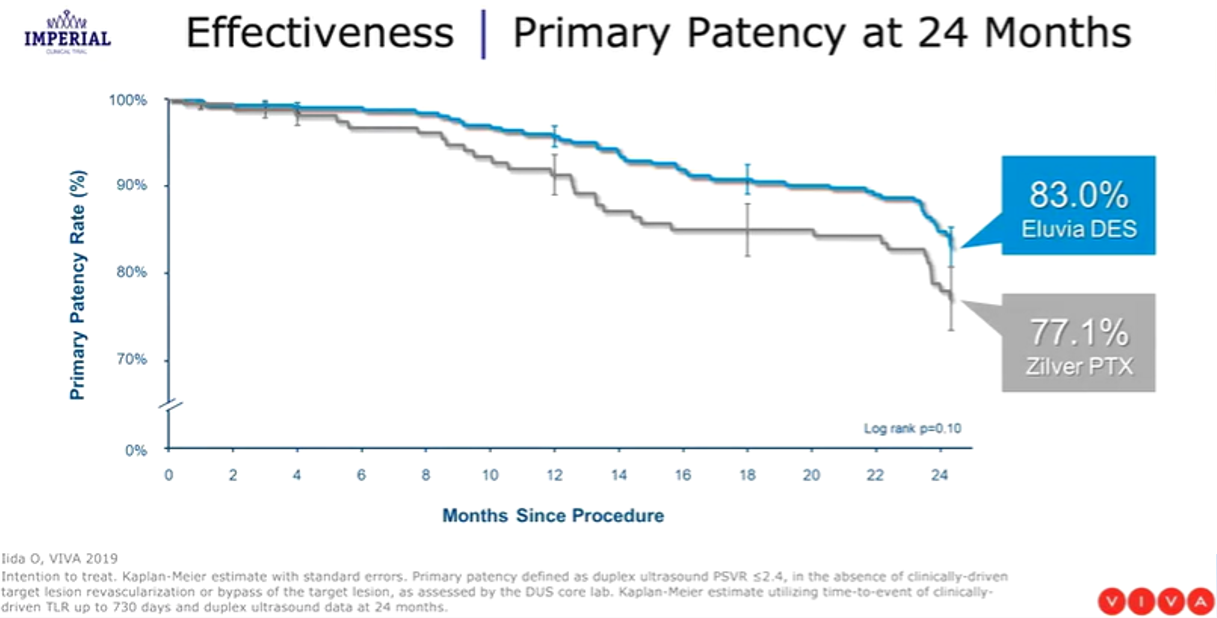 IMPERIAL
CLINICAL TRIAL
Effectiveness | Primary Patency at 24 Months
Primary Patency Rate (%)
100%
90%
80%
70%
0%
83.0%
Eluvia DES
77.1%
Zilver PTX
Log rank p=0.10
0 2 4 6 8 10 12 14 16 18 20 22 24
Months Since Procedure
Iida O, VIVA 2019
Intention to treat. Kaplan-Meier estimate with standard errors. Primary patency defined as duplex ultrasound PSVR ≤2.4, in the absence of clinically-driven
target lesion revascularization or bypass of the target lesion, as assessed by the DUS core lab. Kaplan-Meier estimate utilizing time-to-event of clinically-
driven TLR up to 730 days and duplex ultrasound data at 24 months.
VIVA